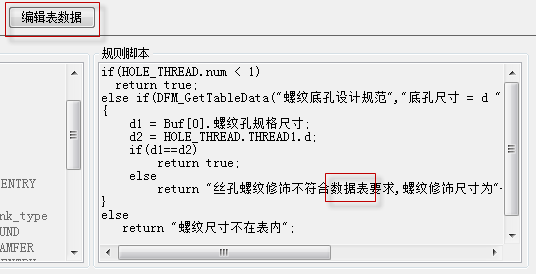 编辑表数据
规则脚本
if(HOLE_THREAD.num < 1)
return true;
else if(DFM_GetTableData("螺纹底孔设计规范","底孔尺寸 = d "
{
d1 = Buf[0].螺纹孔规格尺寸;
d2 = HOLE_THREAD.THREAD1.d;
if(d1==d2)
return true;
else
return "丝孔螺纹修饰不符合数据表要求,螺纹修饰尺寸为"
}
else
return "螺纹尺寸不在表内";
ENTRY
nk_type
UND
AMFER
ENTRY